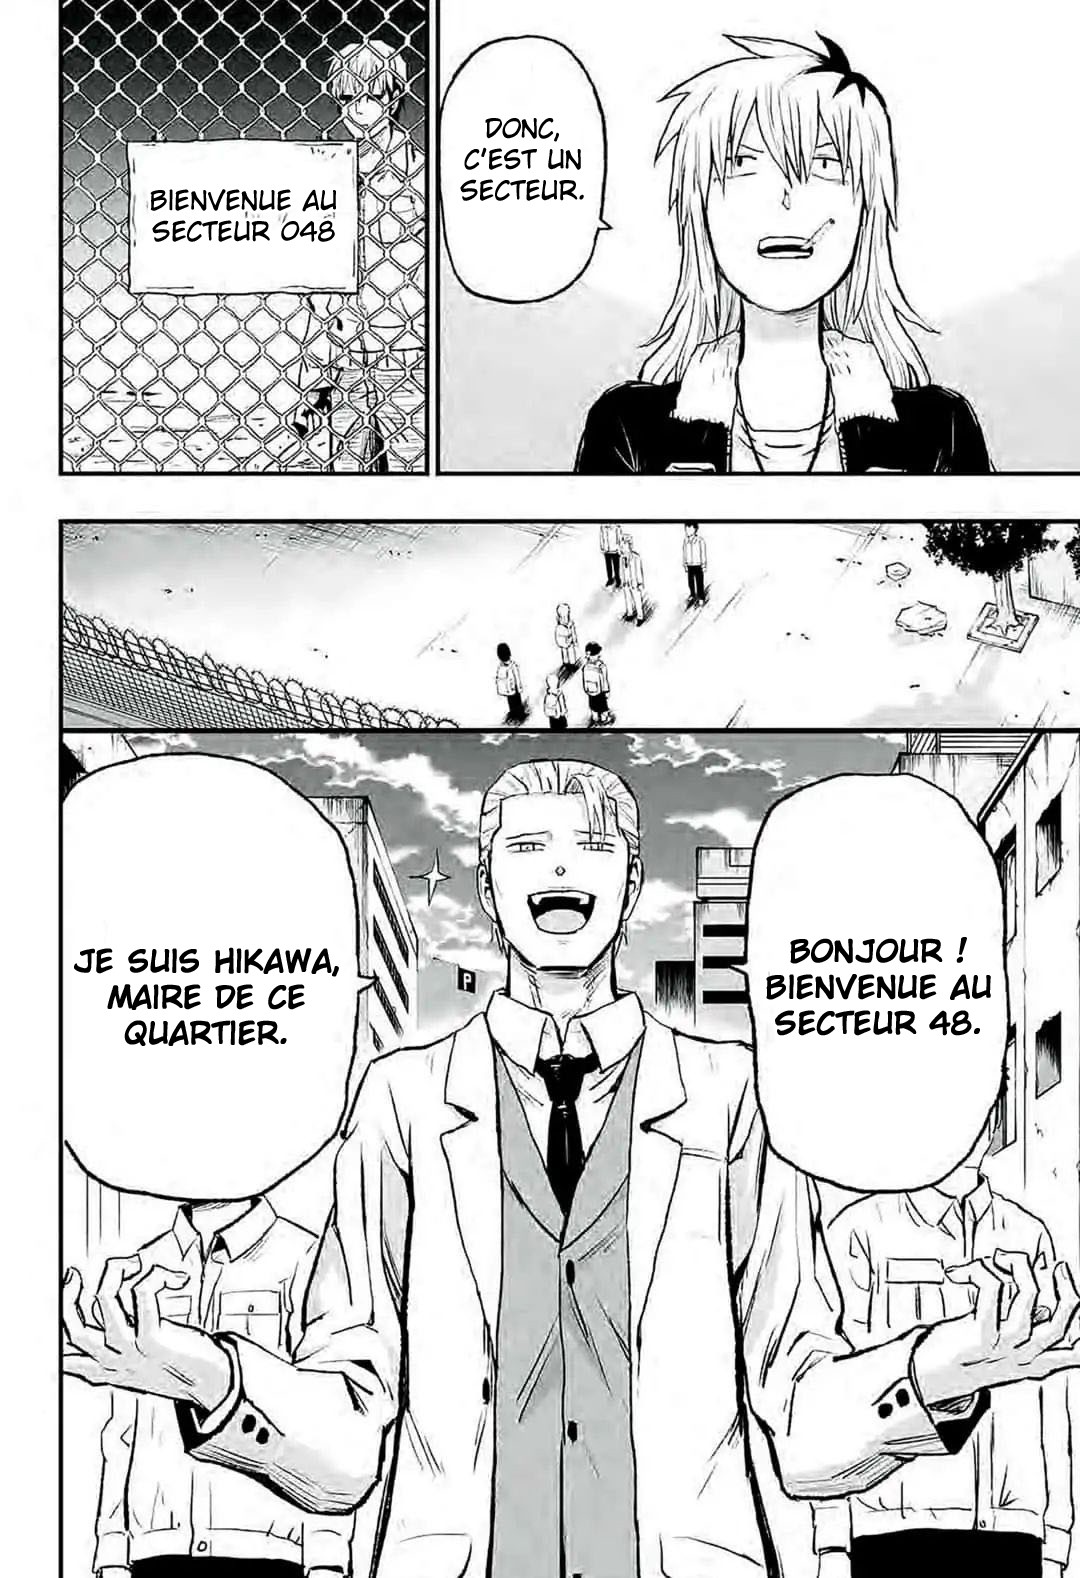 DONC,
C'EST UN
SECTEUR.
BIENVENUE AU
SECTEUR 048
BONJOUR !
BIENVENUE AU
SECTEUR 48.
P
JE SUIS HIKAWA,
MAIRE DE CE
QUARTIER.